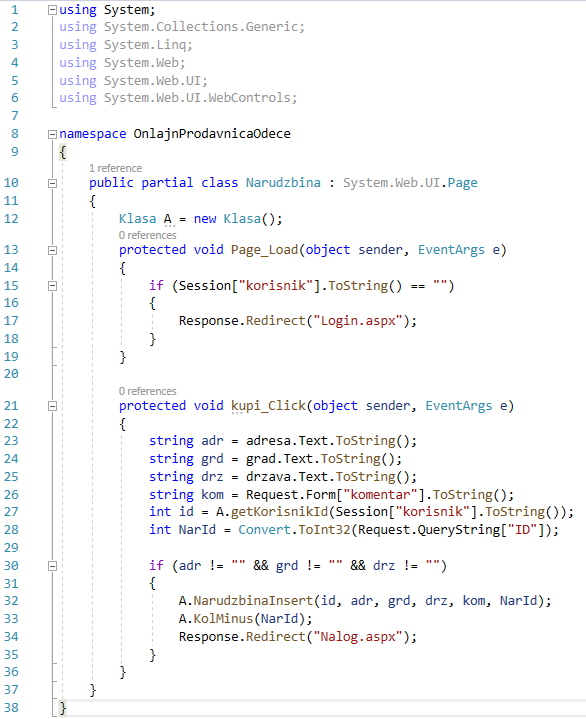 1 using System;
2 using System.Collections.Generic;
3 using System.Linq;
4 using System.Web;
5 using System.Web.UI;
6 using System.Web.UI.WebControls;
7
8 namespace OnlajnProdavnicaOdece
9 {
1 reference
10 public partial class Narudzbina : System.Web.UI.Page
11 {
12 Klasa A = new Klasa();
0 references
13 protected void Page_Load(object sender, EventArgs e)
14 {
15 if (Session["korisnik"].ToString() == "")
16 {
17 Response.Redirect("Login.aspx");
18 }
19 }
20
0 references
21 protected void kupi_Click(object sender, EventArgs e)
22 {
23 string adr = adresa.Text.ToString();
24 string grd = grad.Text.ToString();
25 string drz = drzava.Text.ToString();
26 string kom = Request.Form["komentar"].ToString();
27 int id = A.getKorisnikId(Session["korisnik"].ToString());
28 int NarId = Convert.ToInt32(Request.QueryString["ID"]);
29
30 if (adr != "" && grd != "" && drz != "")
31 {
32 A.NarudzbinaInsert(id, adr, grd, drz, kom, NarId);
33 A.KolMinus(NarId);
34 Response.Redirect("Nalog.aspx");
35 }
36 }
37 }
38 }